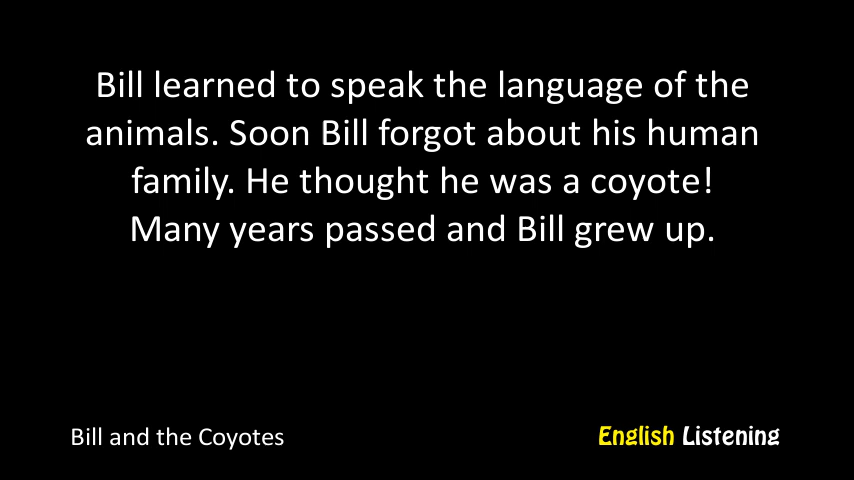 Bill learned to speak the language of the
animals. Soon Bill forgot about his human
family. He thought he was a coyote!
Many years passed and Bill grew up.
Bill and the Coyotes
English Listening